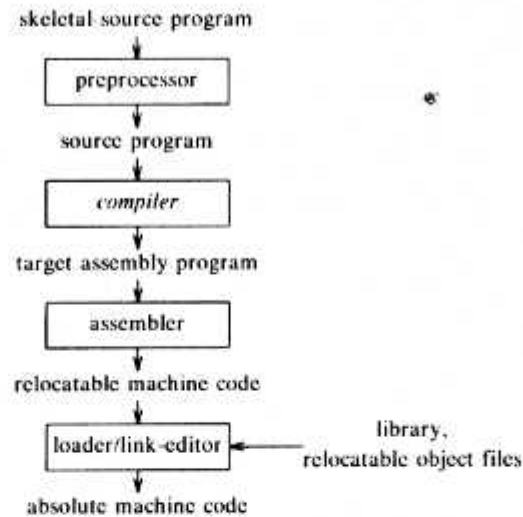 skeletal source program
preprocessor
source program
compiler
target assembly program
assembler
relocatable machine code
loader/link-editor
library,
relocatable object files
absolute machine code